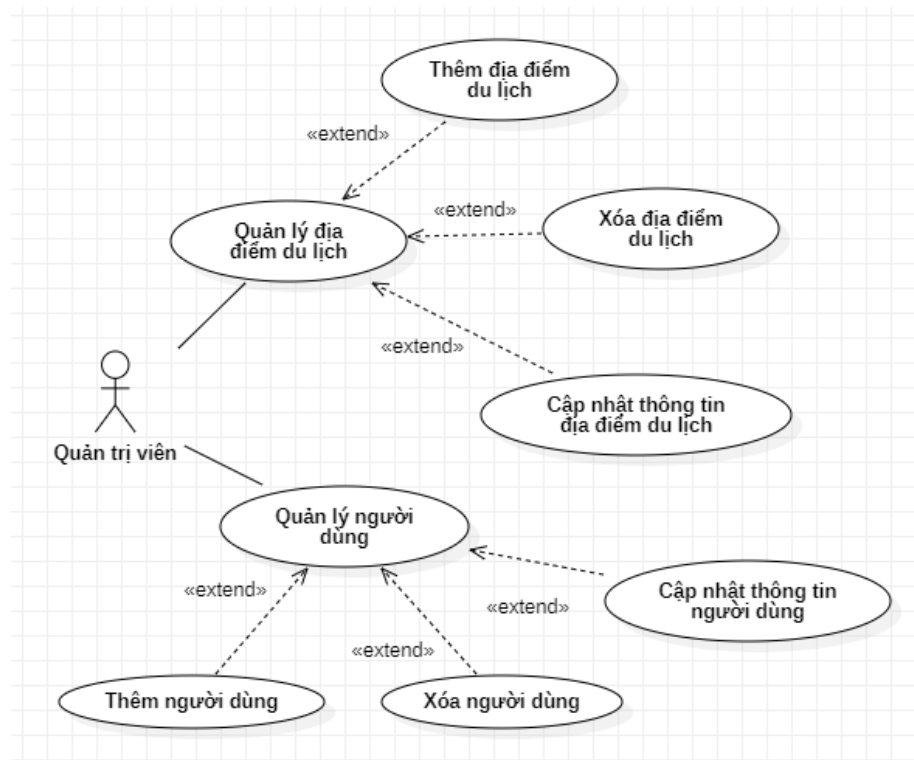 Thêm địa điểm
du lịch
«extend»
Quản lý địa
điểm du lịch
«extend»
Xóa địa điểm
du lịch
«extend»
Cập nhật thông tin
địa điểm du lịch
Quản trị viên
Quản lý người
dùng
«extend»
«extend»
«extend»
Cập nhật thông tin
người dùng
Thêm người dùng
Xóa người dùng